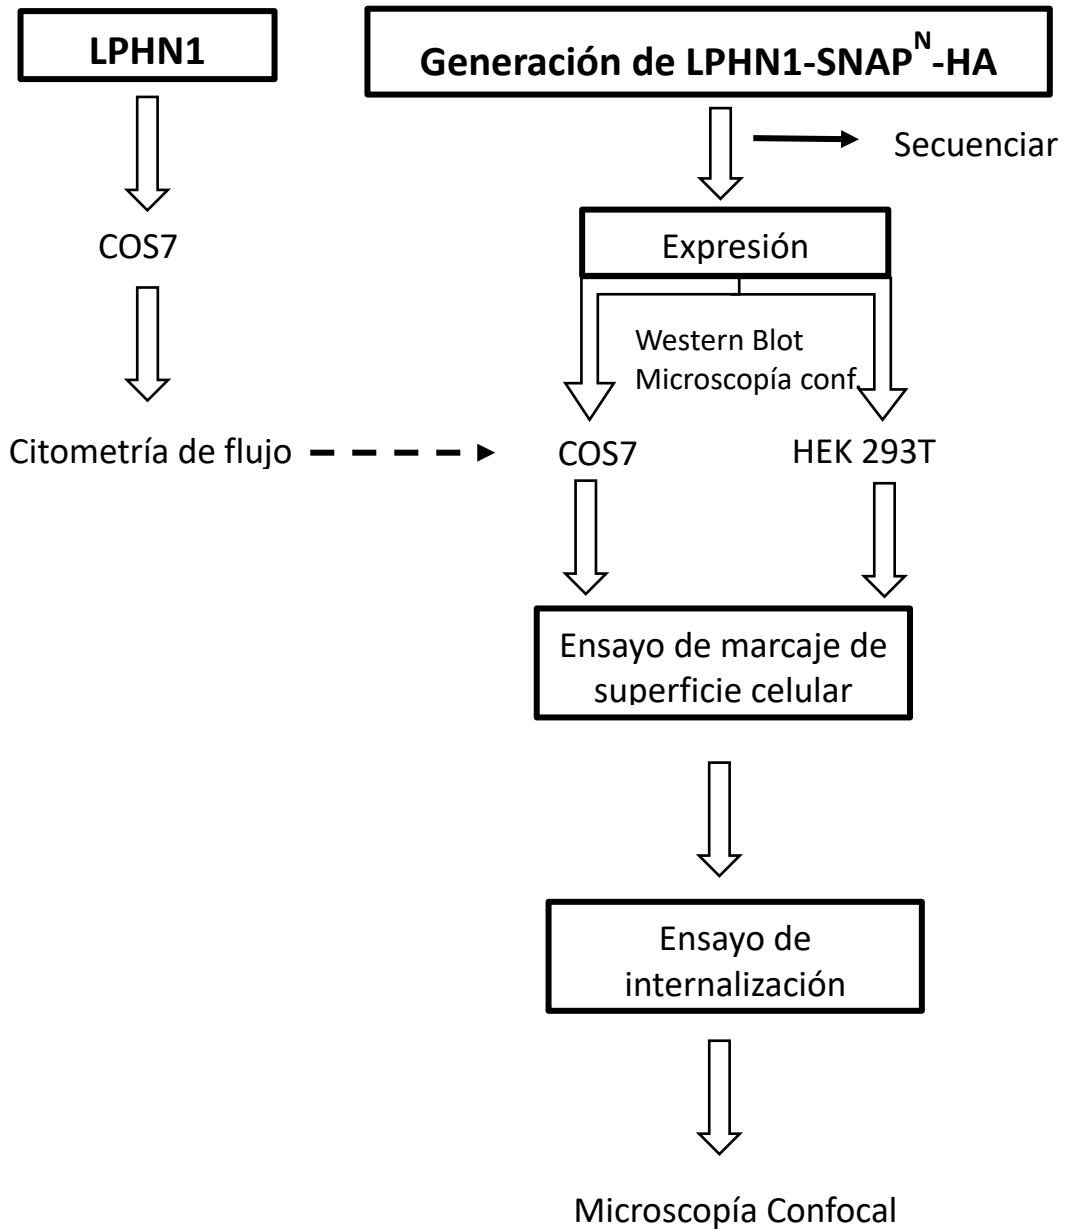 LPHN1
Generación de LPHN1-SNAPᴺ-HA
Secuenciar
COS7
Expresión
Western Blot
Microscopía conf.
Citometría de flujo
COS7
HEK 293T
Ensayo de marcaje de
superficie celular
Ensayo de
internalización
Microscopía Confocal